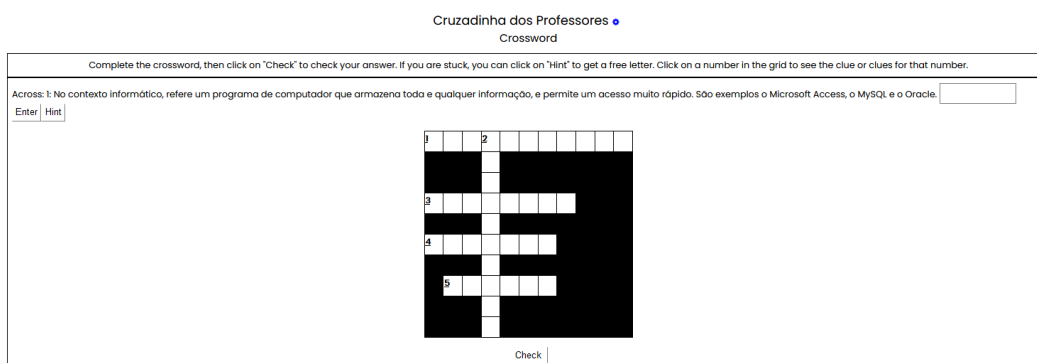 Cruzadinha dos Professores
Crossword
Complete the crossword, then click on "Check" to check your answer. If you are stuck, you can click on "Hint" to get a free letter. Click on a number in the grid to see the clue or clues for that number.
Across: 1: No contexto informático, refere um programa de computador que armazena toda e qualquer informação, e permite um acesso muito rápido. São exemplos o Microsoft Access, o MySQL e o Oracle.
Enter Hint
1 2
3
4
5
Check